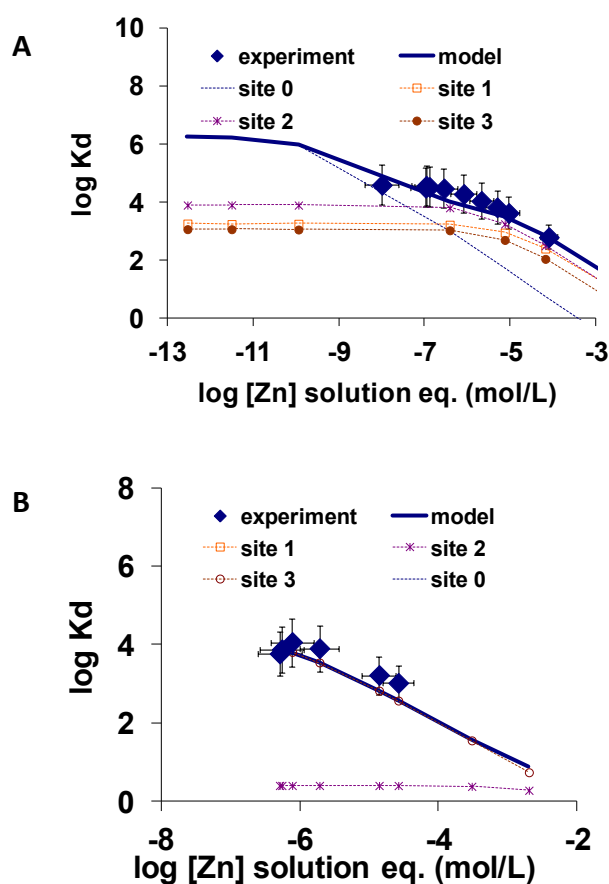 A
10
8
6
4
2
0
log Kd
experiment model
site 0 site 1
site 2 site 3
-13 -11 -9 -7 -5 -3
log [Zn] solution eq. (mol/L)
B
8
6
4
2
0
log Kd
experiment model
site 1 site 2
site 3 site 0
-8 -6 -4 -2
log [Zn] solution eq. (mol/L)